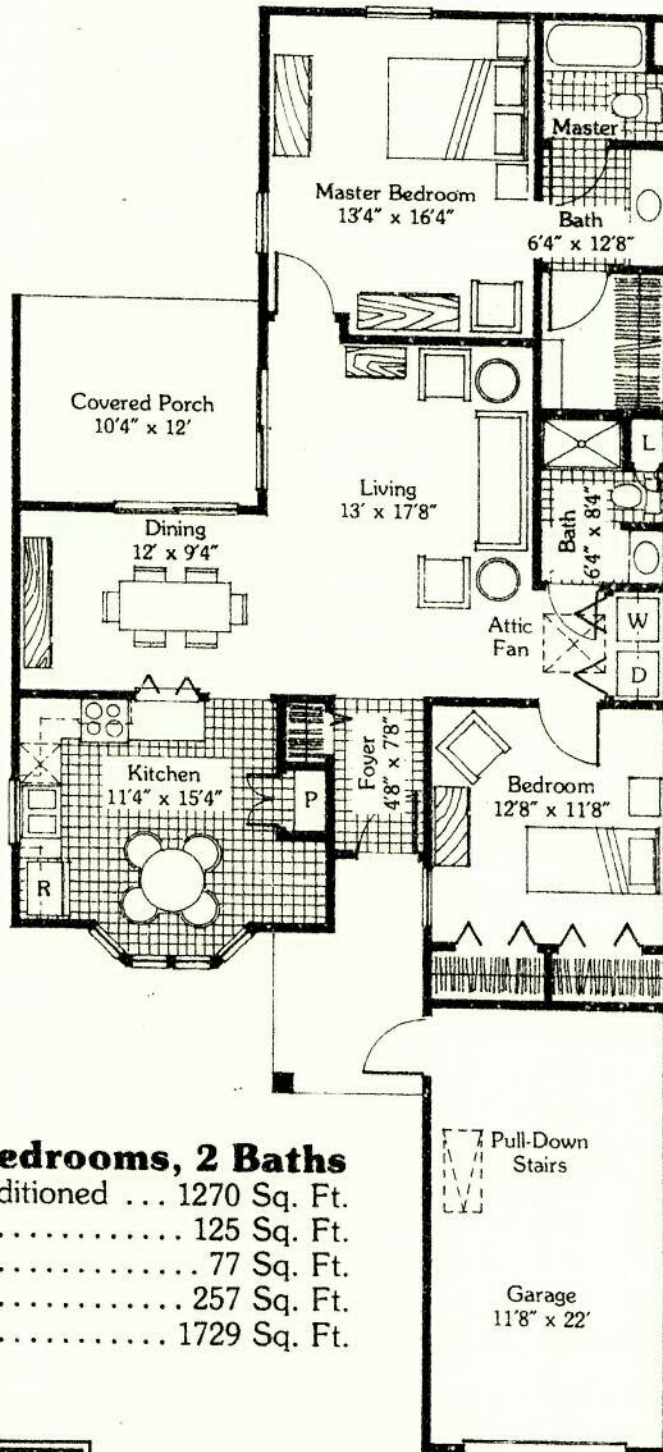 Master
Master Bedroom
13'4" x 16'4"
Bath
6'4" x 12'8"
Covered Porch
10'4" x 12'
Living
13' x 17'8"
L
Dining
12' x 9'4"
Bath
6'4" x 8'4"
Attic
Fan
W
D
Kitchen
11'4" x 15'4"
P
Foyer
4'8" x 7'8"
Bedroom
12'8" x 11'8"
R
edrooms, 2 Baths
ditioned ... 1270 Sq. Ft.
............. 125 Sq. Ft.
.............. 77 Sq. Ft.
............. 257 Sq. Ft.
............ 1729 Sq. Ft.
Pull-Down
Stairs
Garage
11'8" x 22'